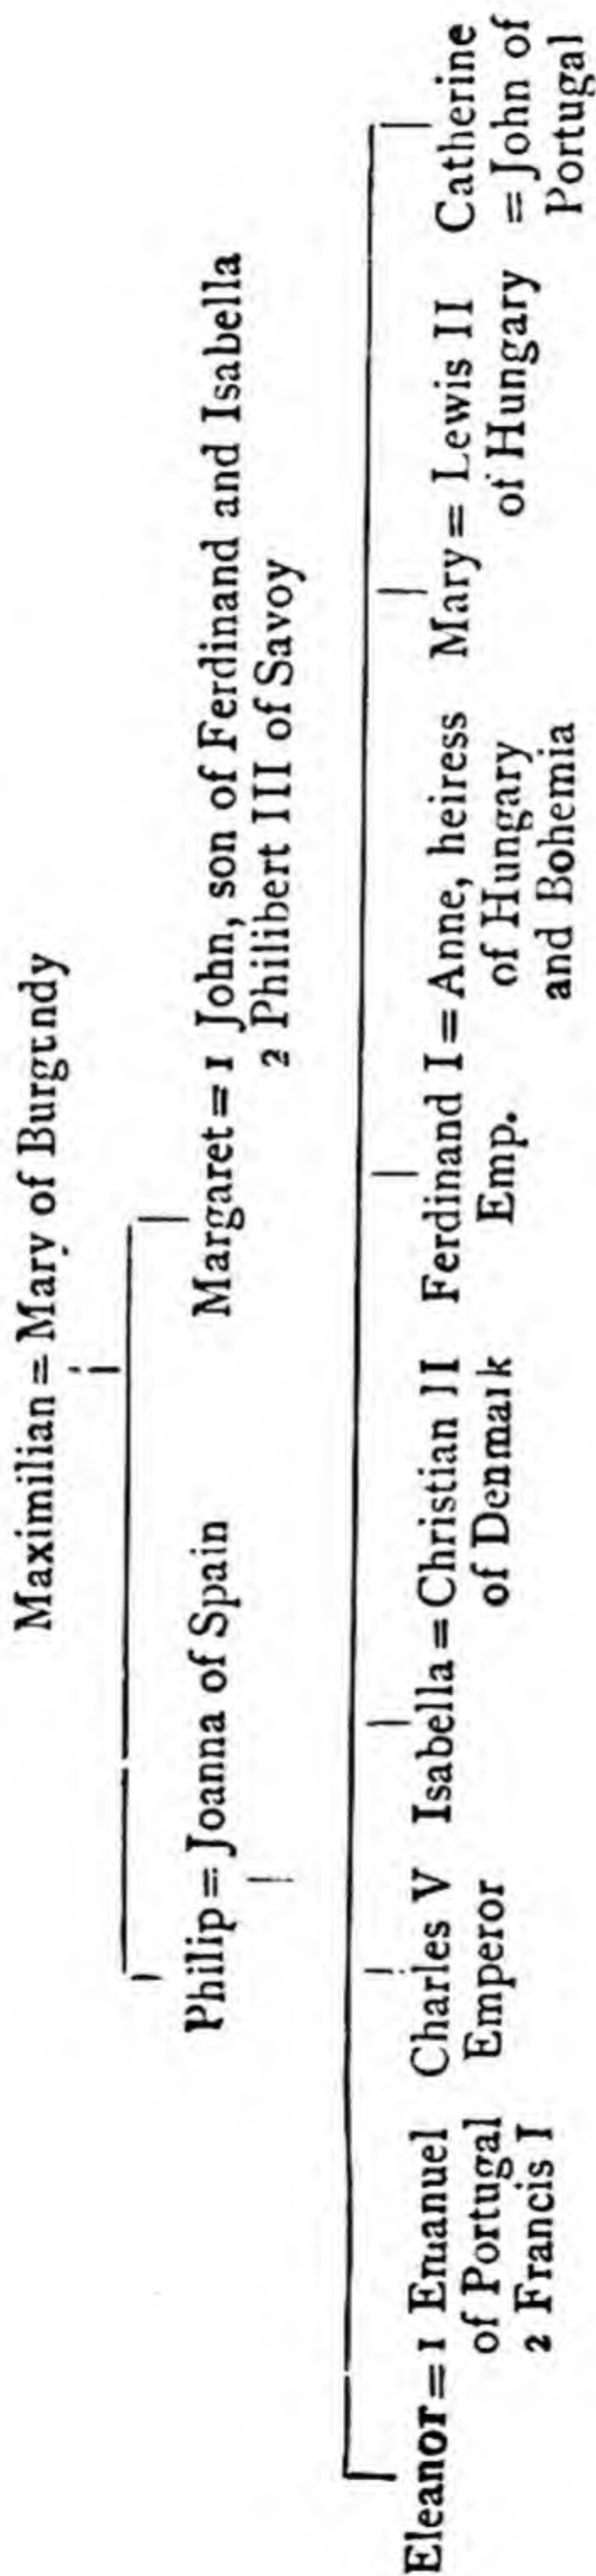 Maximilian = Mary of Burgundy
Philip = Joanna of Spain
Margaret = 1 John, son of Ferdinand and Isabella
2 Philibert III of Savoy
Eleanor = 1 Emanuel
of Portugal
2 Francis I
Charles V
Emperor
Isabella = Christian II
of Denmark
Ferdinand I = Anne, heiress
Emp.
of Hungary
and Bohemia
Mary = Lewis II
of Hungary
Catherine
= John of
Portugal